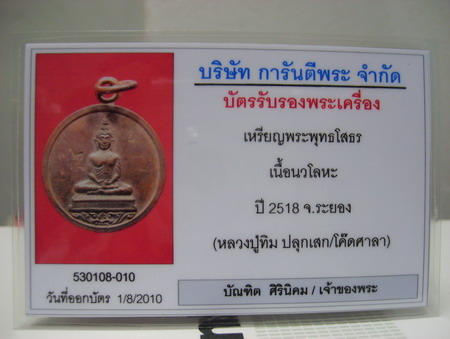 บริษัท การันตีพระ จำกัด
บัตรรับรองพระเครื่อง
เหรียญพระพุทธโสธร
เนื้อนวโลหะ
ปี 2518 จ.ระยอง
(หลวงปู่ทิม ปลุกเสก/โค๊ดศาลา)
530108-010
วันที่ออกบัตร 1/8/2010
บัณฑิต ศิรินิคม / เจ้าของพระ